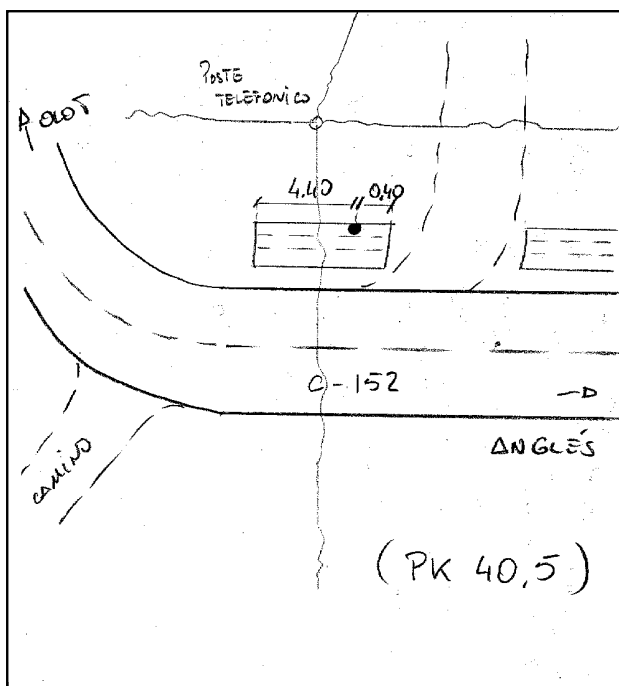 POSTE
TELEFONICO
A OLOT
4.40 0.40
C-152
ANGLÉS
CAMINO
(PK 40,5)